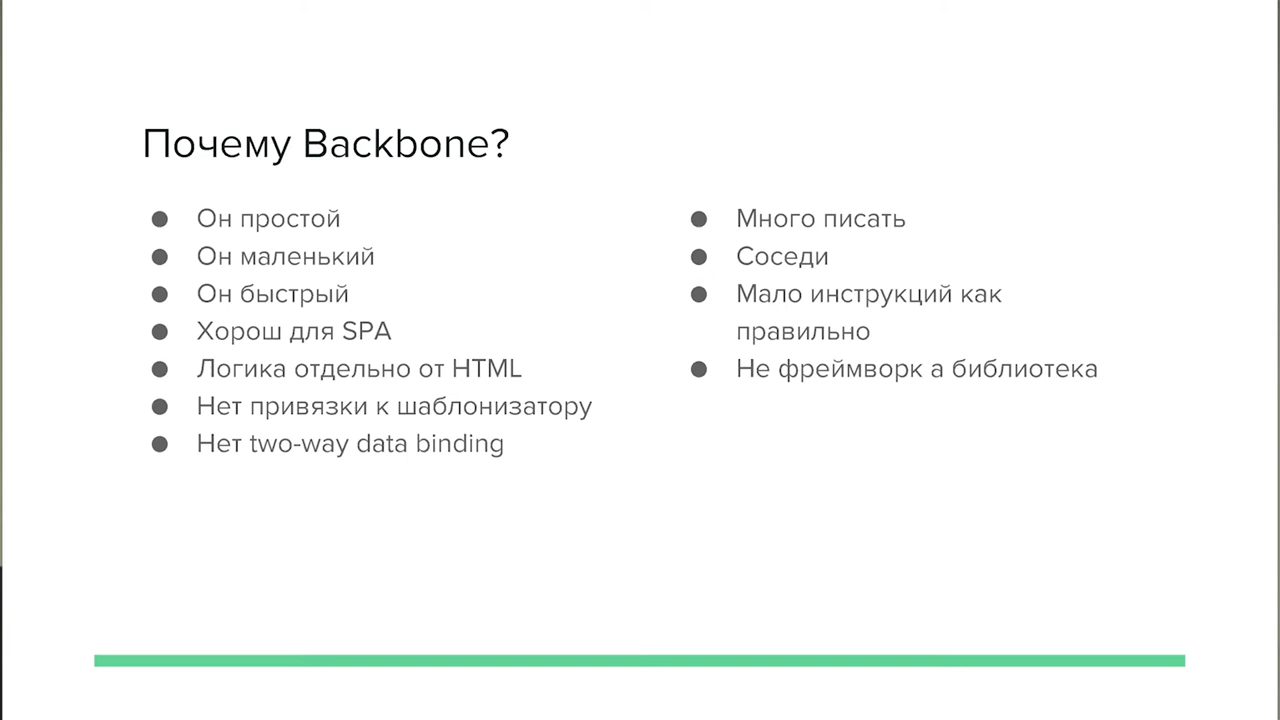 Почему Backbone?
Он простой
Он маленький
Он быстрый
Хорош для SPA
Логика отдельно от HTML
Нет привязки к шаблонизатору
Нет two-way data binding
Много писать
Соседи
Мало инструкций как
правильно
Не фреймворк а библиотека